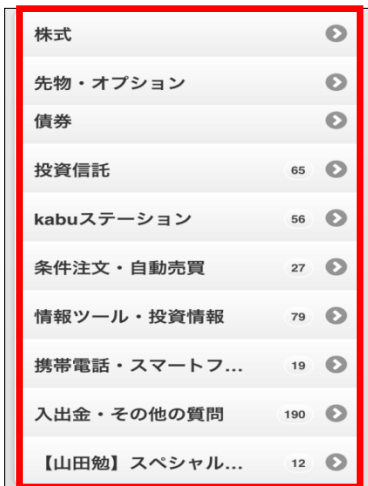 株式
先物・オプション
債券
投資信託 65
kabuステーション 56
条件注文・自動売買 27
情報ツール・投資情報 79
携帯電話・スマートフ... 19
入出金・その他の質問 190
【山田勉】スペシャル... 12